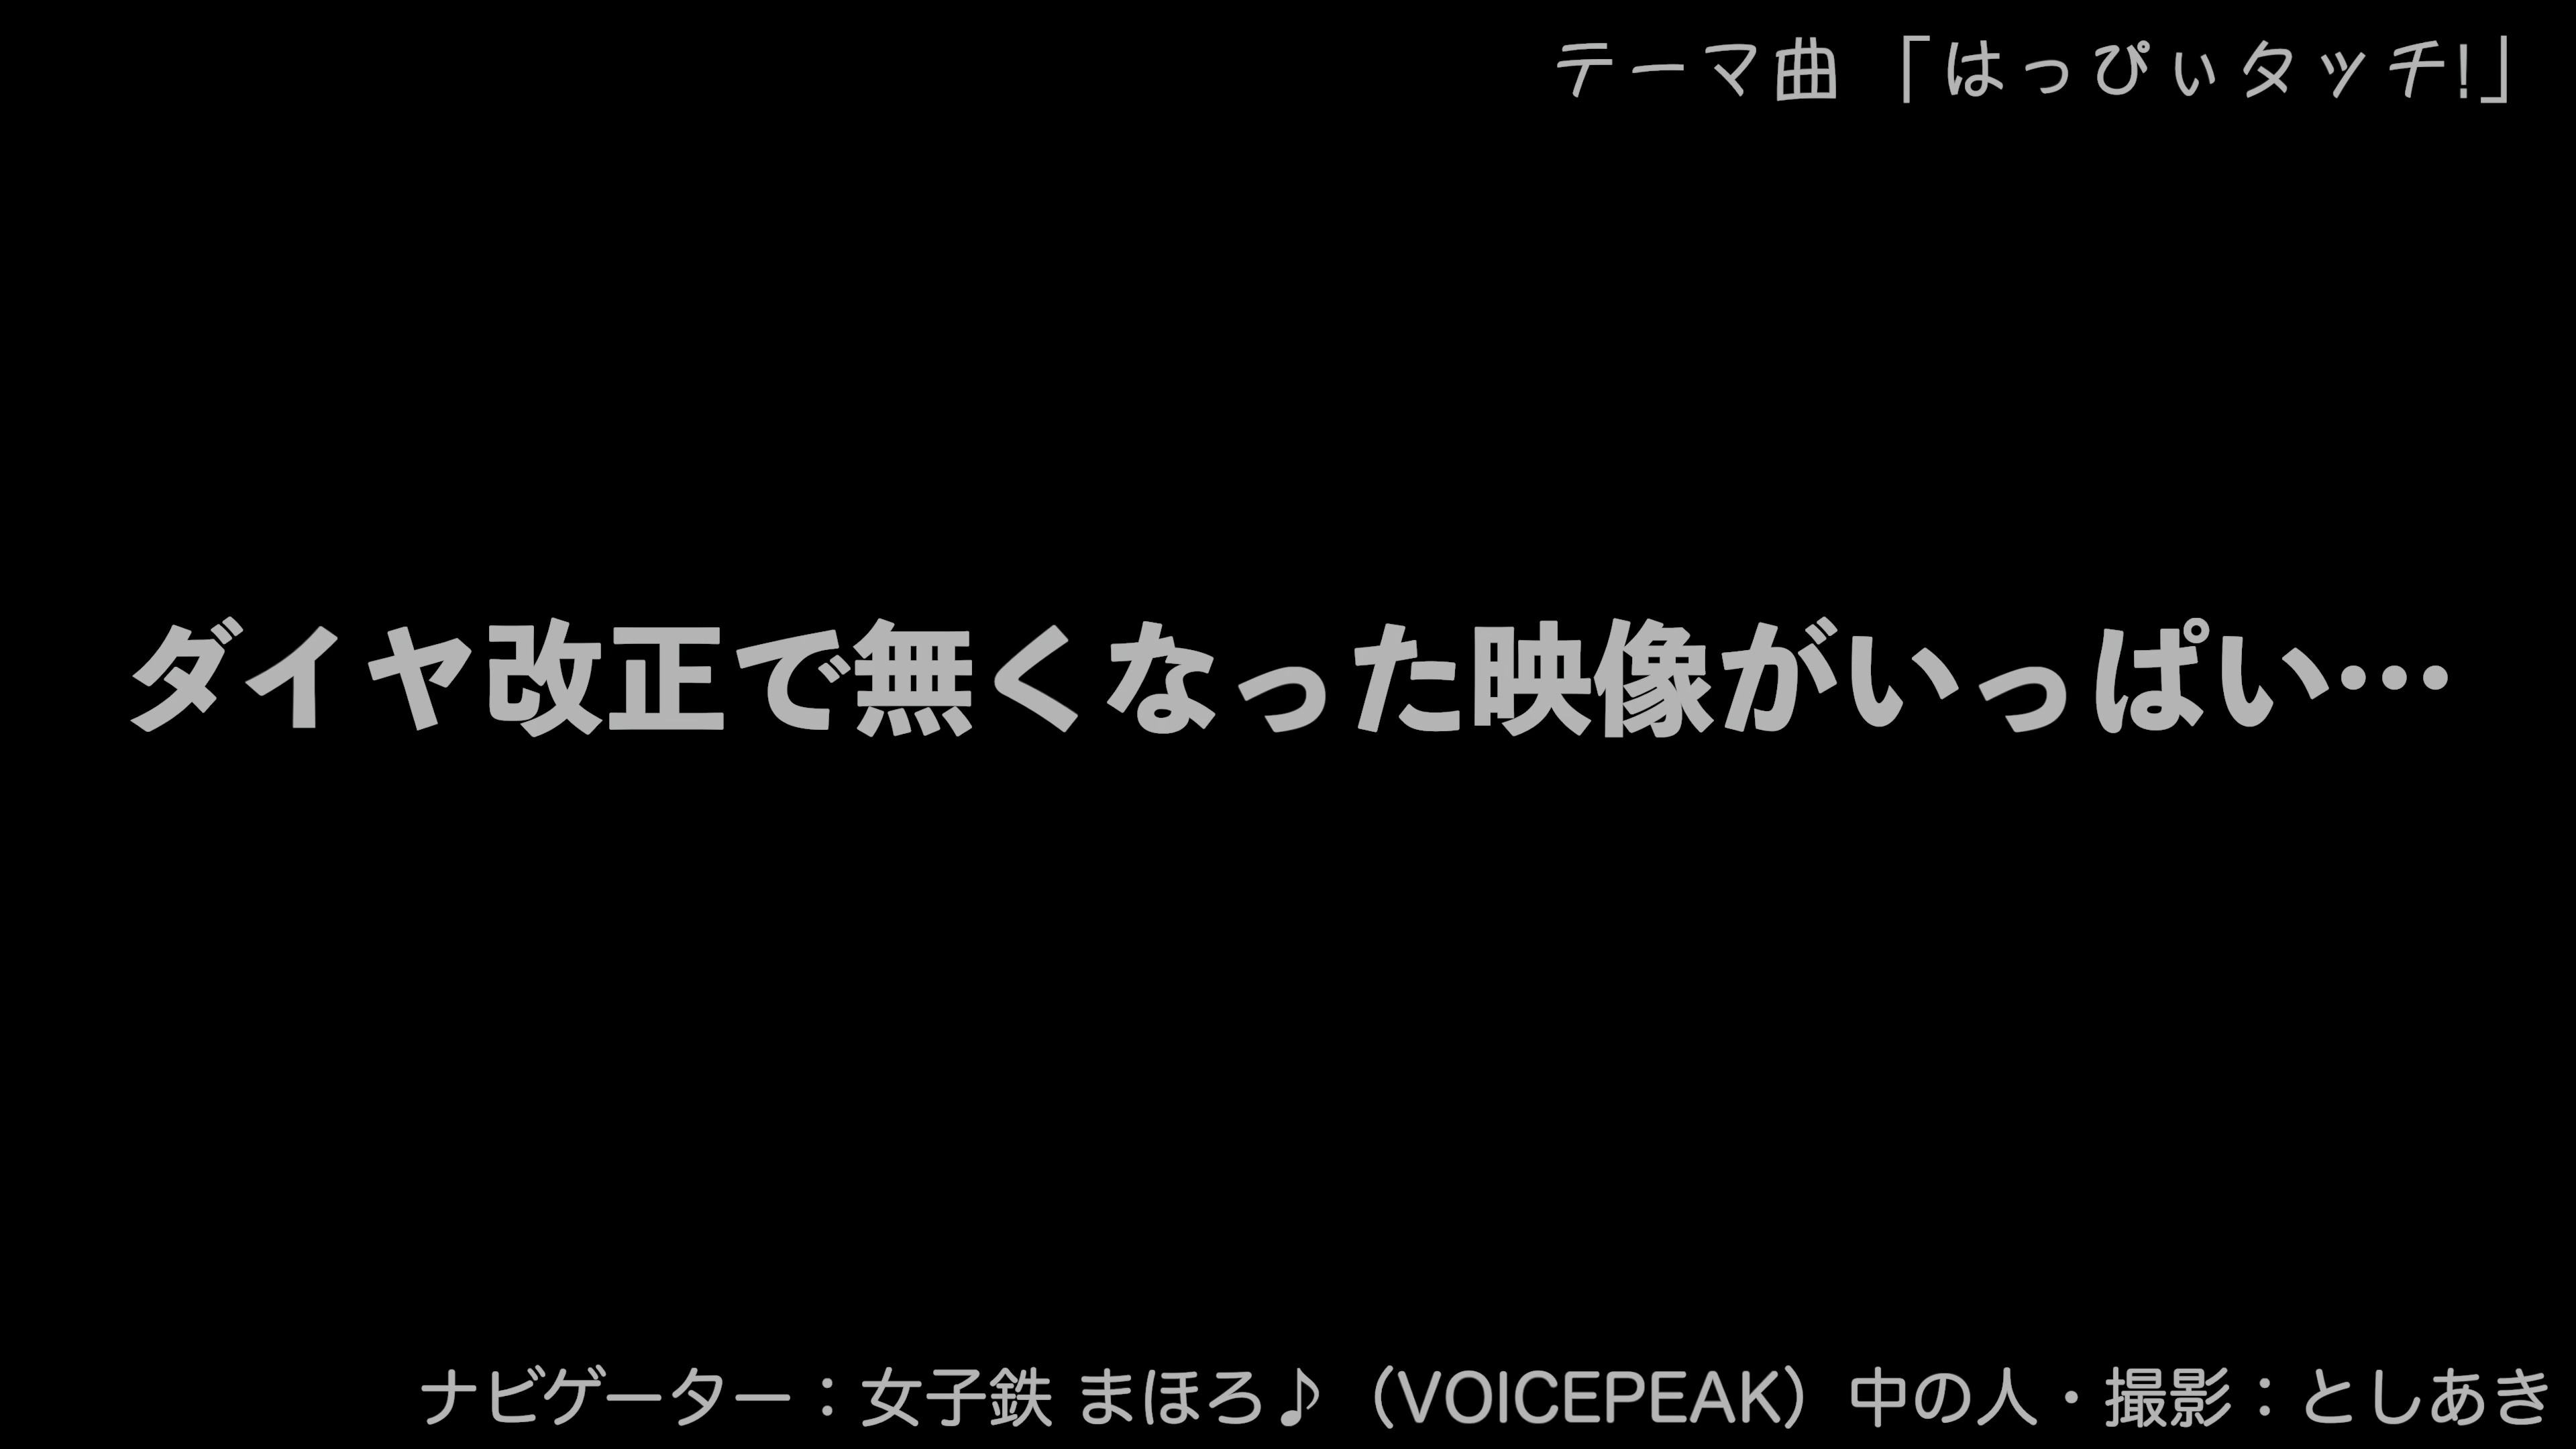 テーマ曲「はっぴぃタッチ!」
ダイヤ改正で無くなった映像がいっぱい…
ナビゲーター：女子鉄 まほろ♪（VOICEPEAK）中の人・撮影：としあき